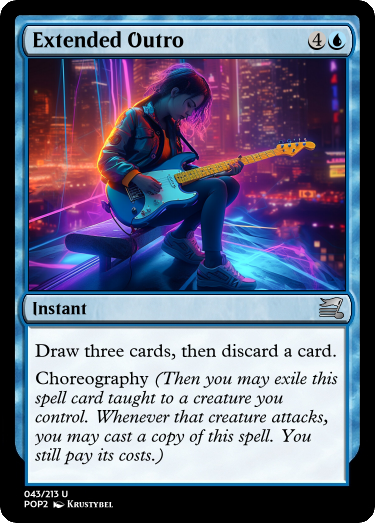 Extended Outro 4
Instant
Draw three cards, then discard a card.
Choreography (Then you may exile this
spell card taught to a creature you
control. Whenever that creature attacks,
you may cast a copy of this spell. You
still pay its costs.)
043/213 U
POP2 Krustybel